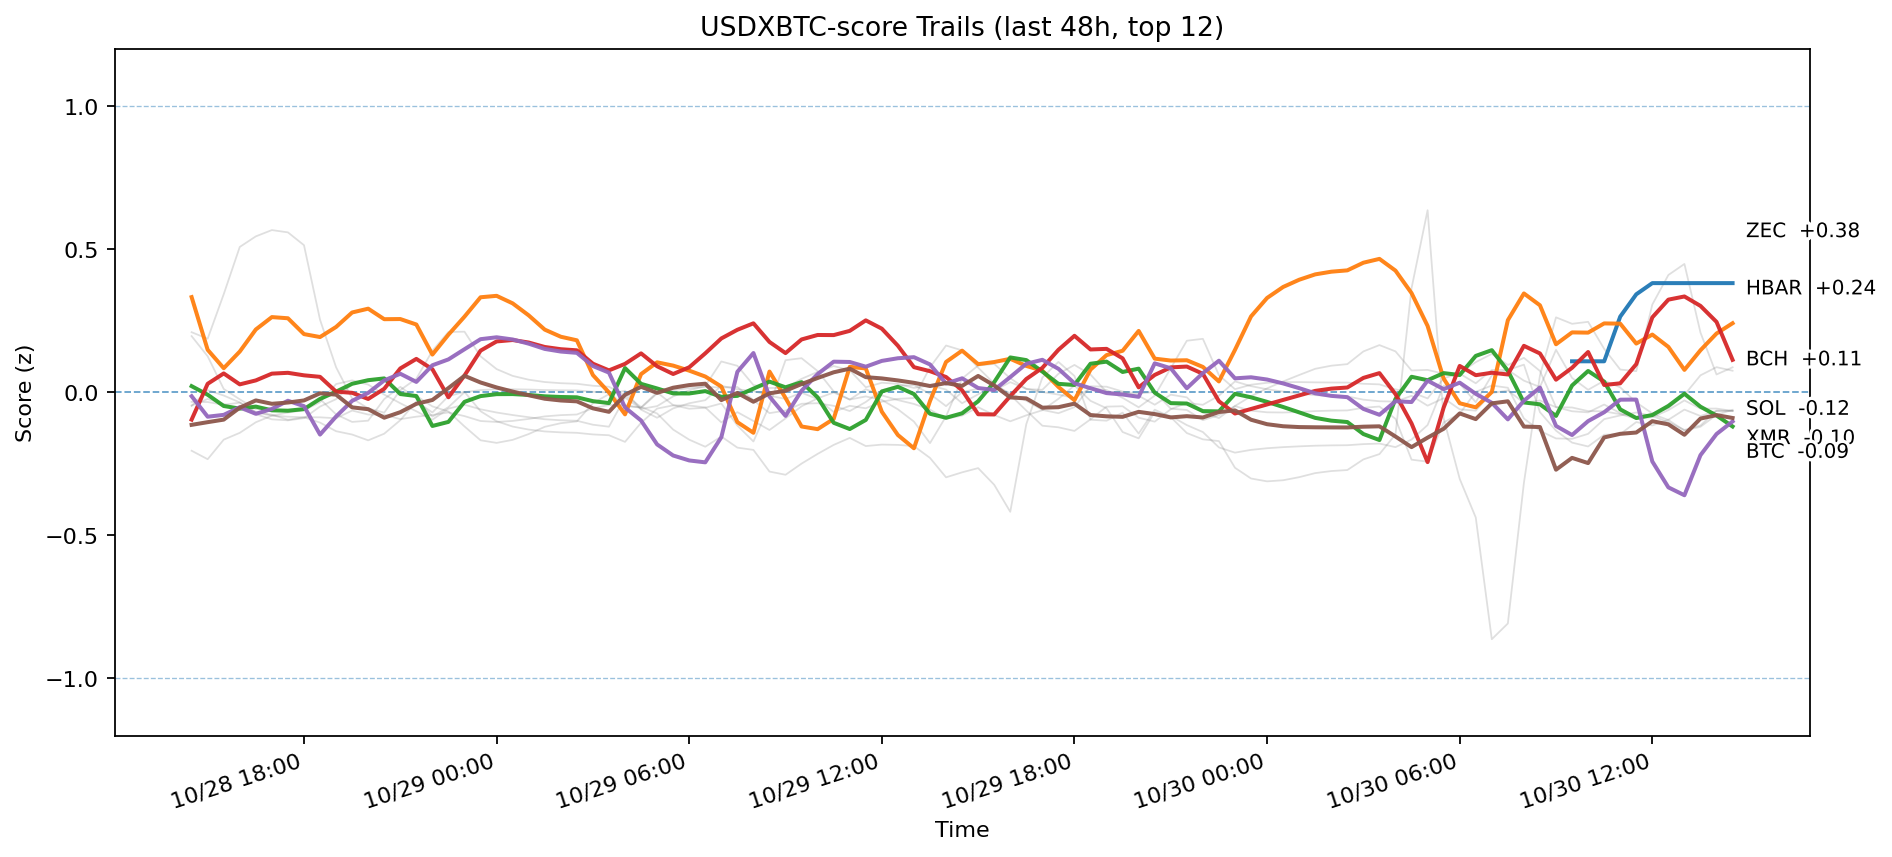 USDXBTC-score Trails (last 48h, top 12)
Score (z)
1.0
0.5
0.0
−0.5
−1.0
ZEC +0.38
HBAR +0.24
BCH +0.11
SOL -0.12
XMR -0.10
BTC -0.09
10/28 18:00
10/29 00:00
10/29 06:00
10/29 12:00
10/29 18:00
10/30 00:00
10/30 06:00
10/30 12:00
Time